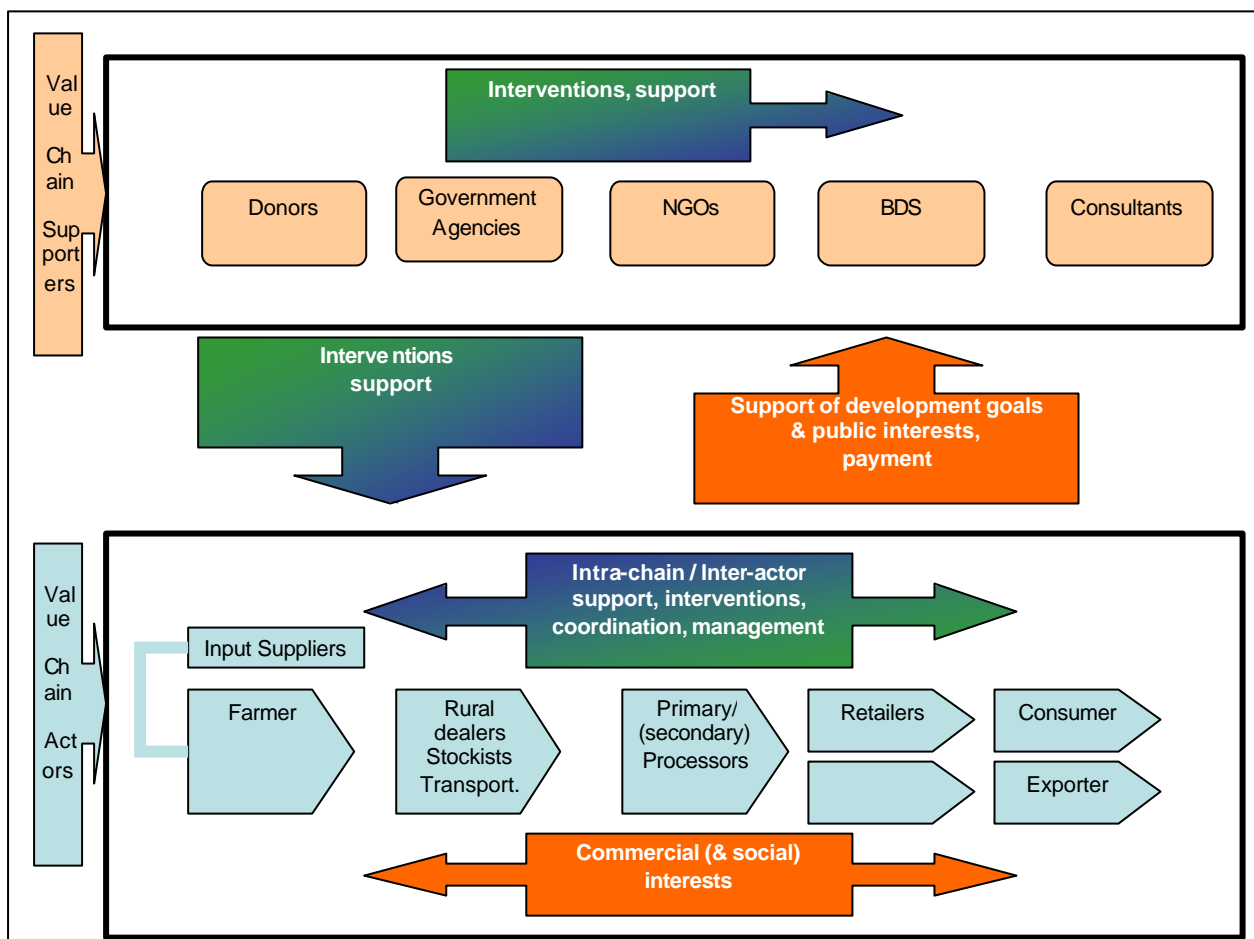 Val
ue
Ch
ain
Sup
port
ers
Interventions, support
Donors
Government
Agencies
NGOs
BDS
Consultants
Interventions
support
Support of development goals
& public interests,
payment
Val
ue
Ch
ain
Act
ors
Intra-chain / Inter-actor
support, interventions,
coordination, management
Input Suppliers
Farmer
Rural
dealers
Stockists
Transport.
Primary/
(secondary)
Processors
Retailers
Consumer
Exporter
Commercial (& social)
interests